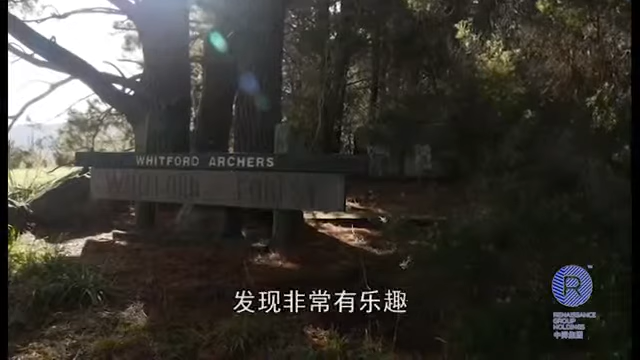 WHITFORD ARCHERS
发现非常有乐趣
RENAISSANCE
GROUP
HOLDINGS